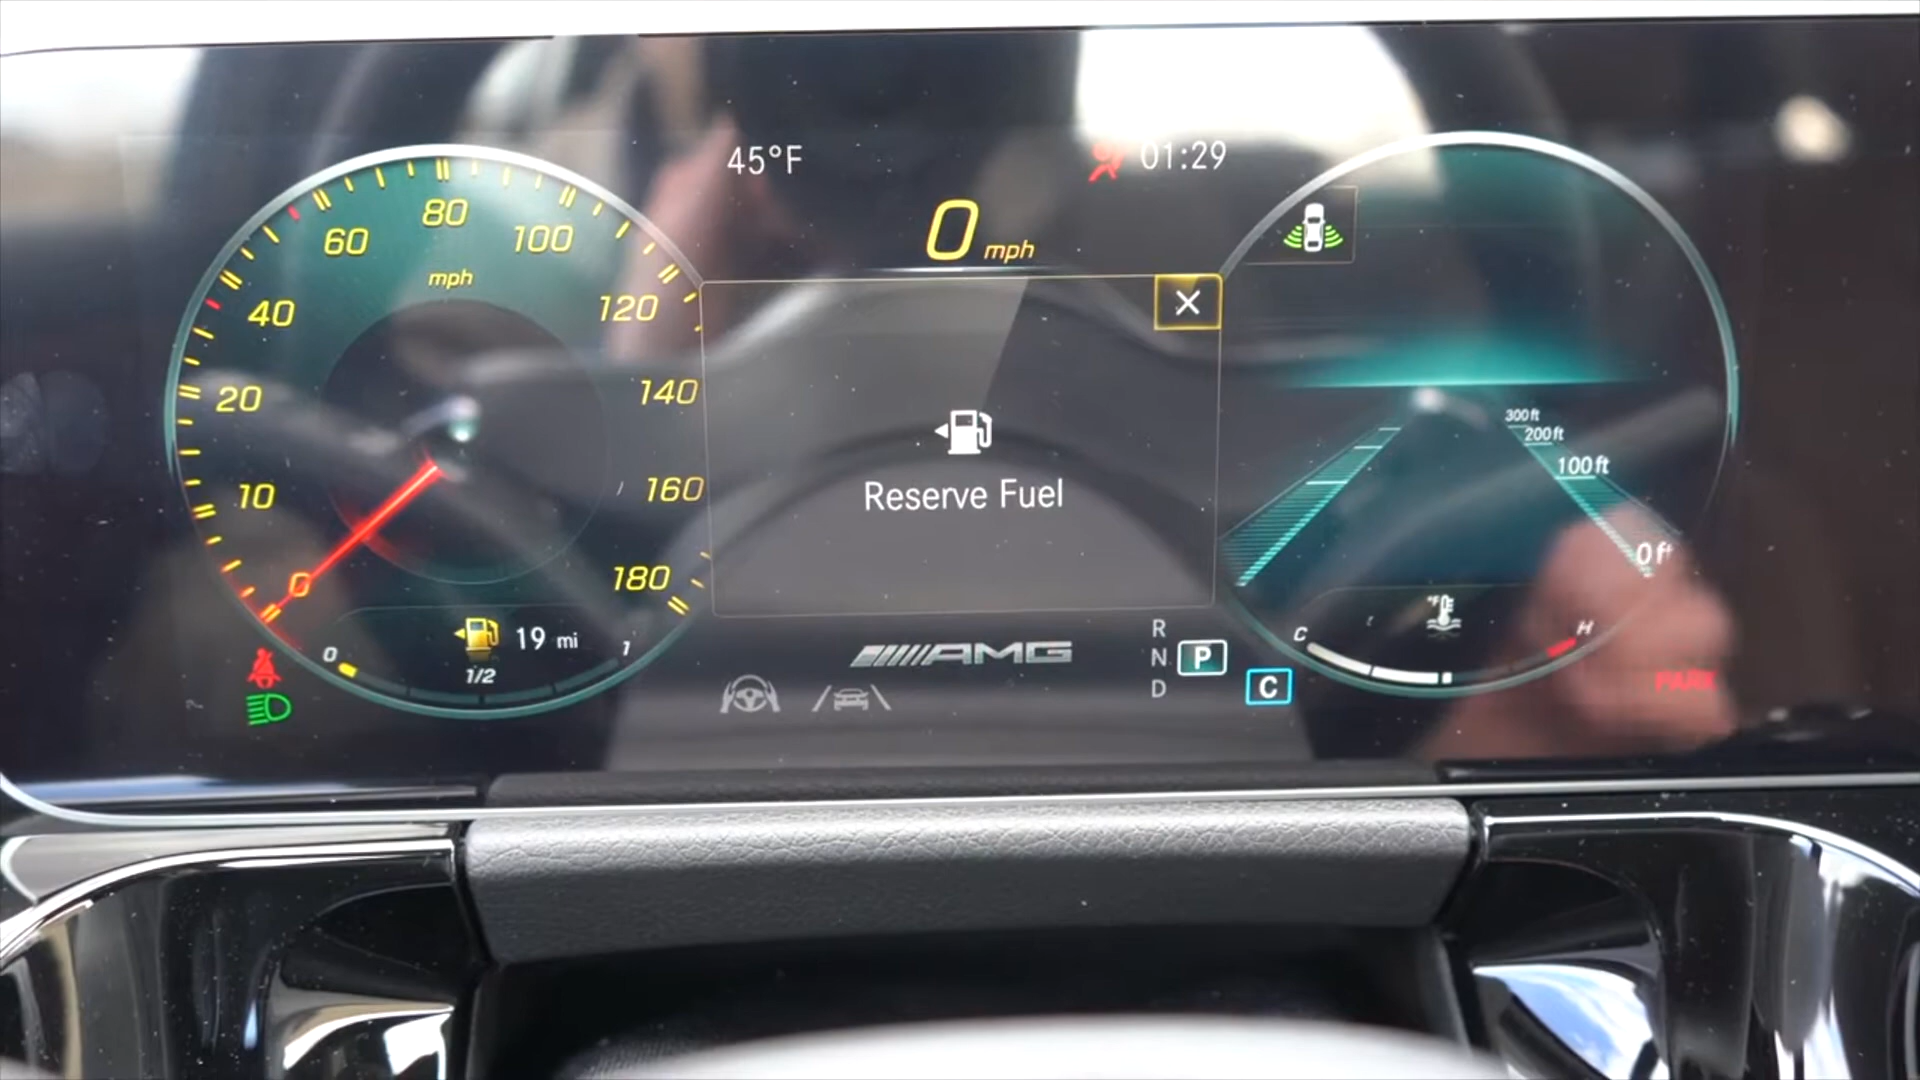 45°F
01:29
0 mph
60
80
100
mph
40
120
20
140
10
160
0
180
Reserve Fuel
300 ft
200 ft
100 ft
0 ft
19 mi
0
1/2
1
AMG
R
N
P
D
C
°F
C
H
PARK